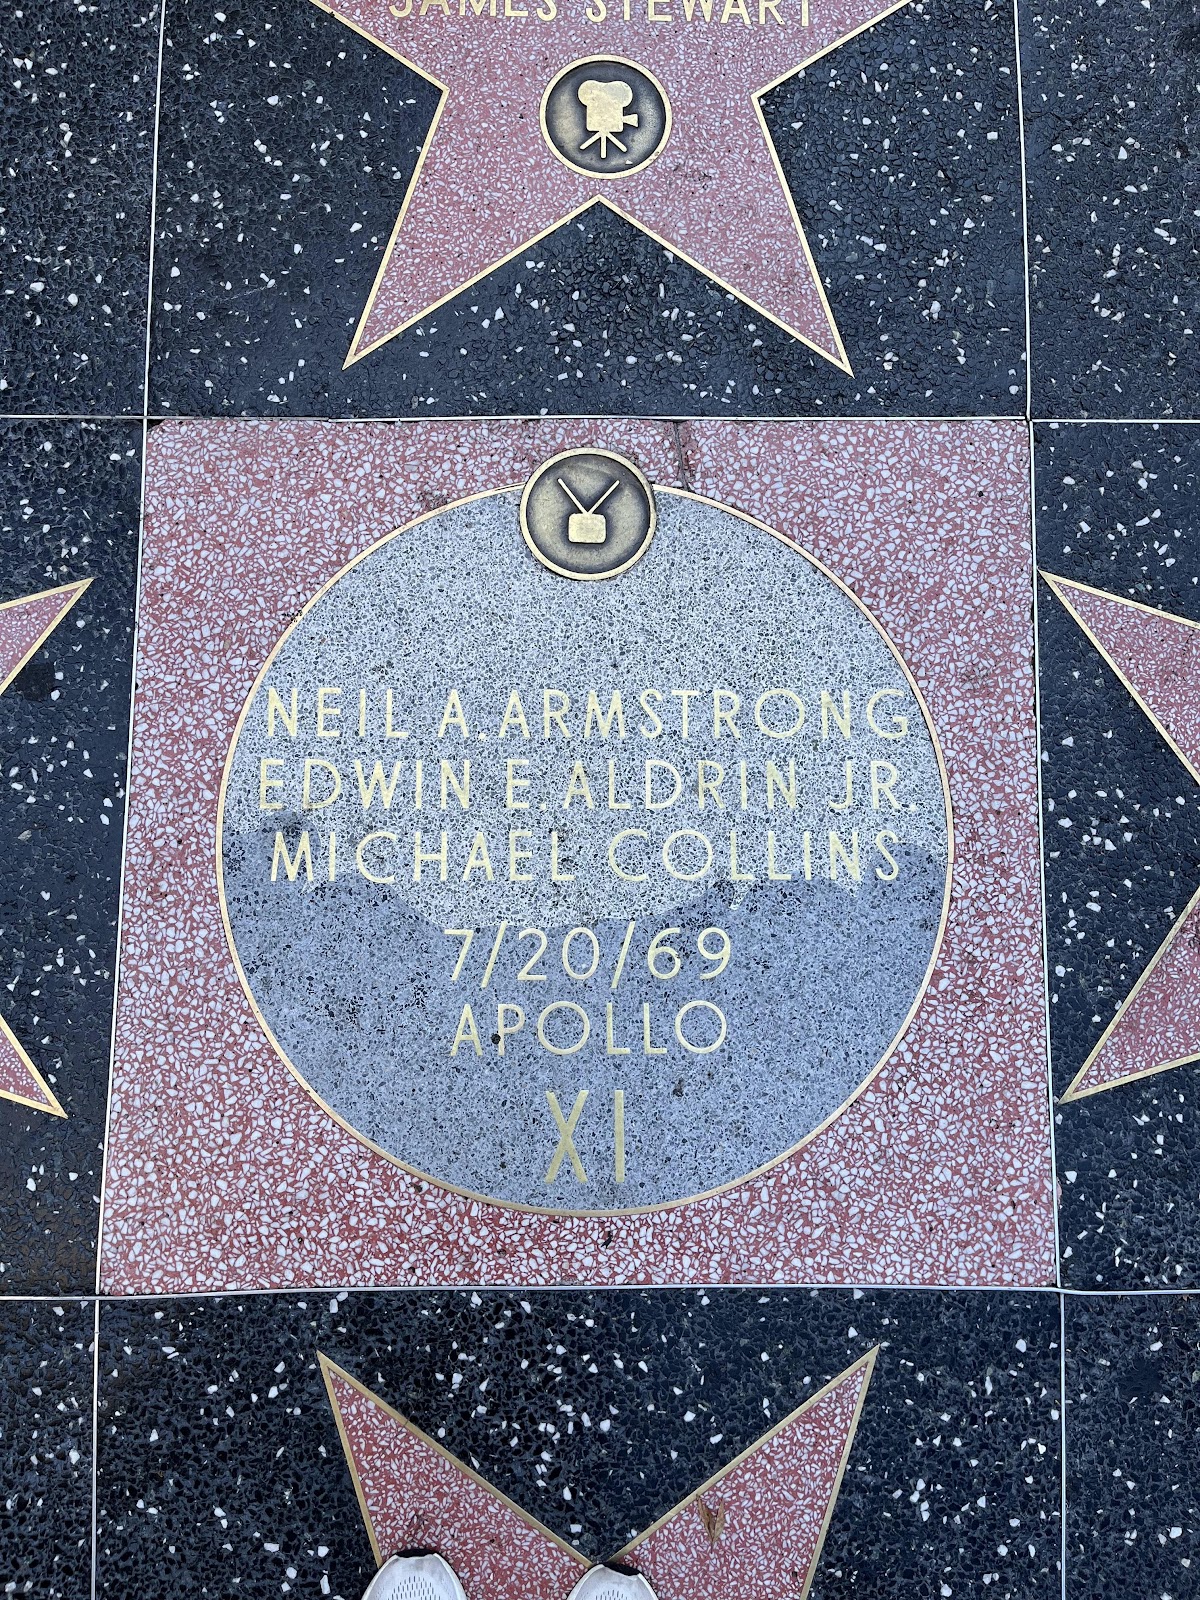 JAMES STEWART
NEIL A. ARMSTRONG
EDWIN E. ALDRIN JR.
MICHAEL COLLINS
7/20/69
APOLLO
XI